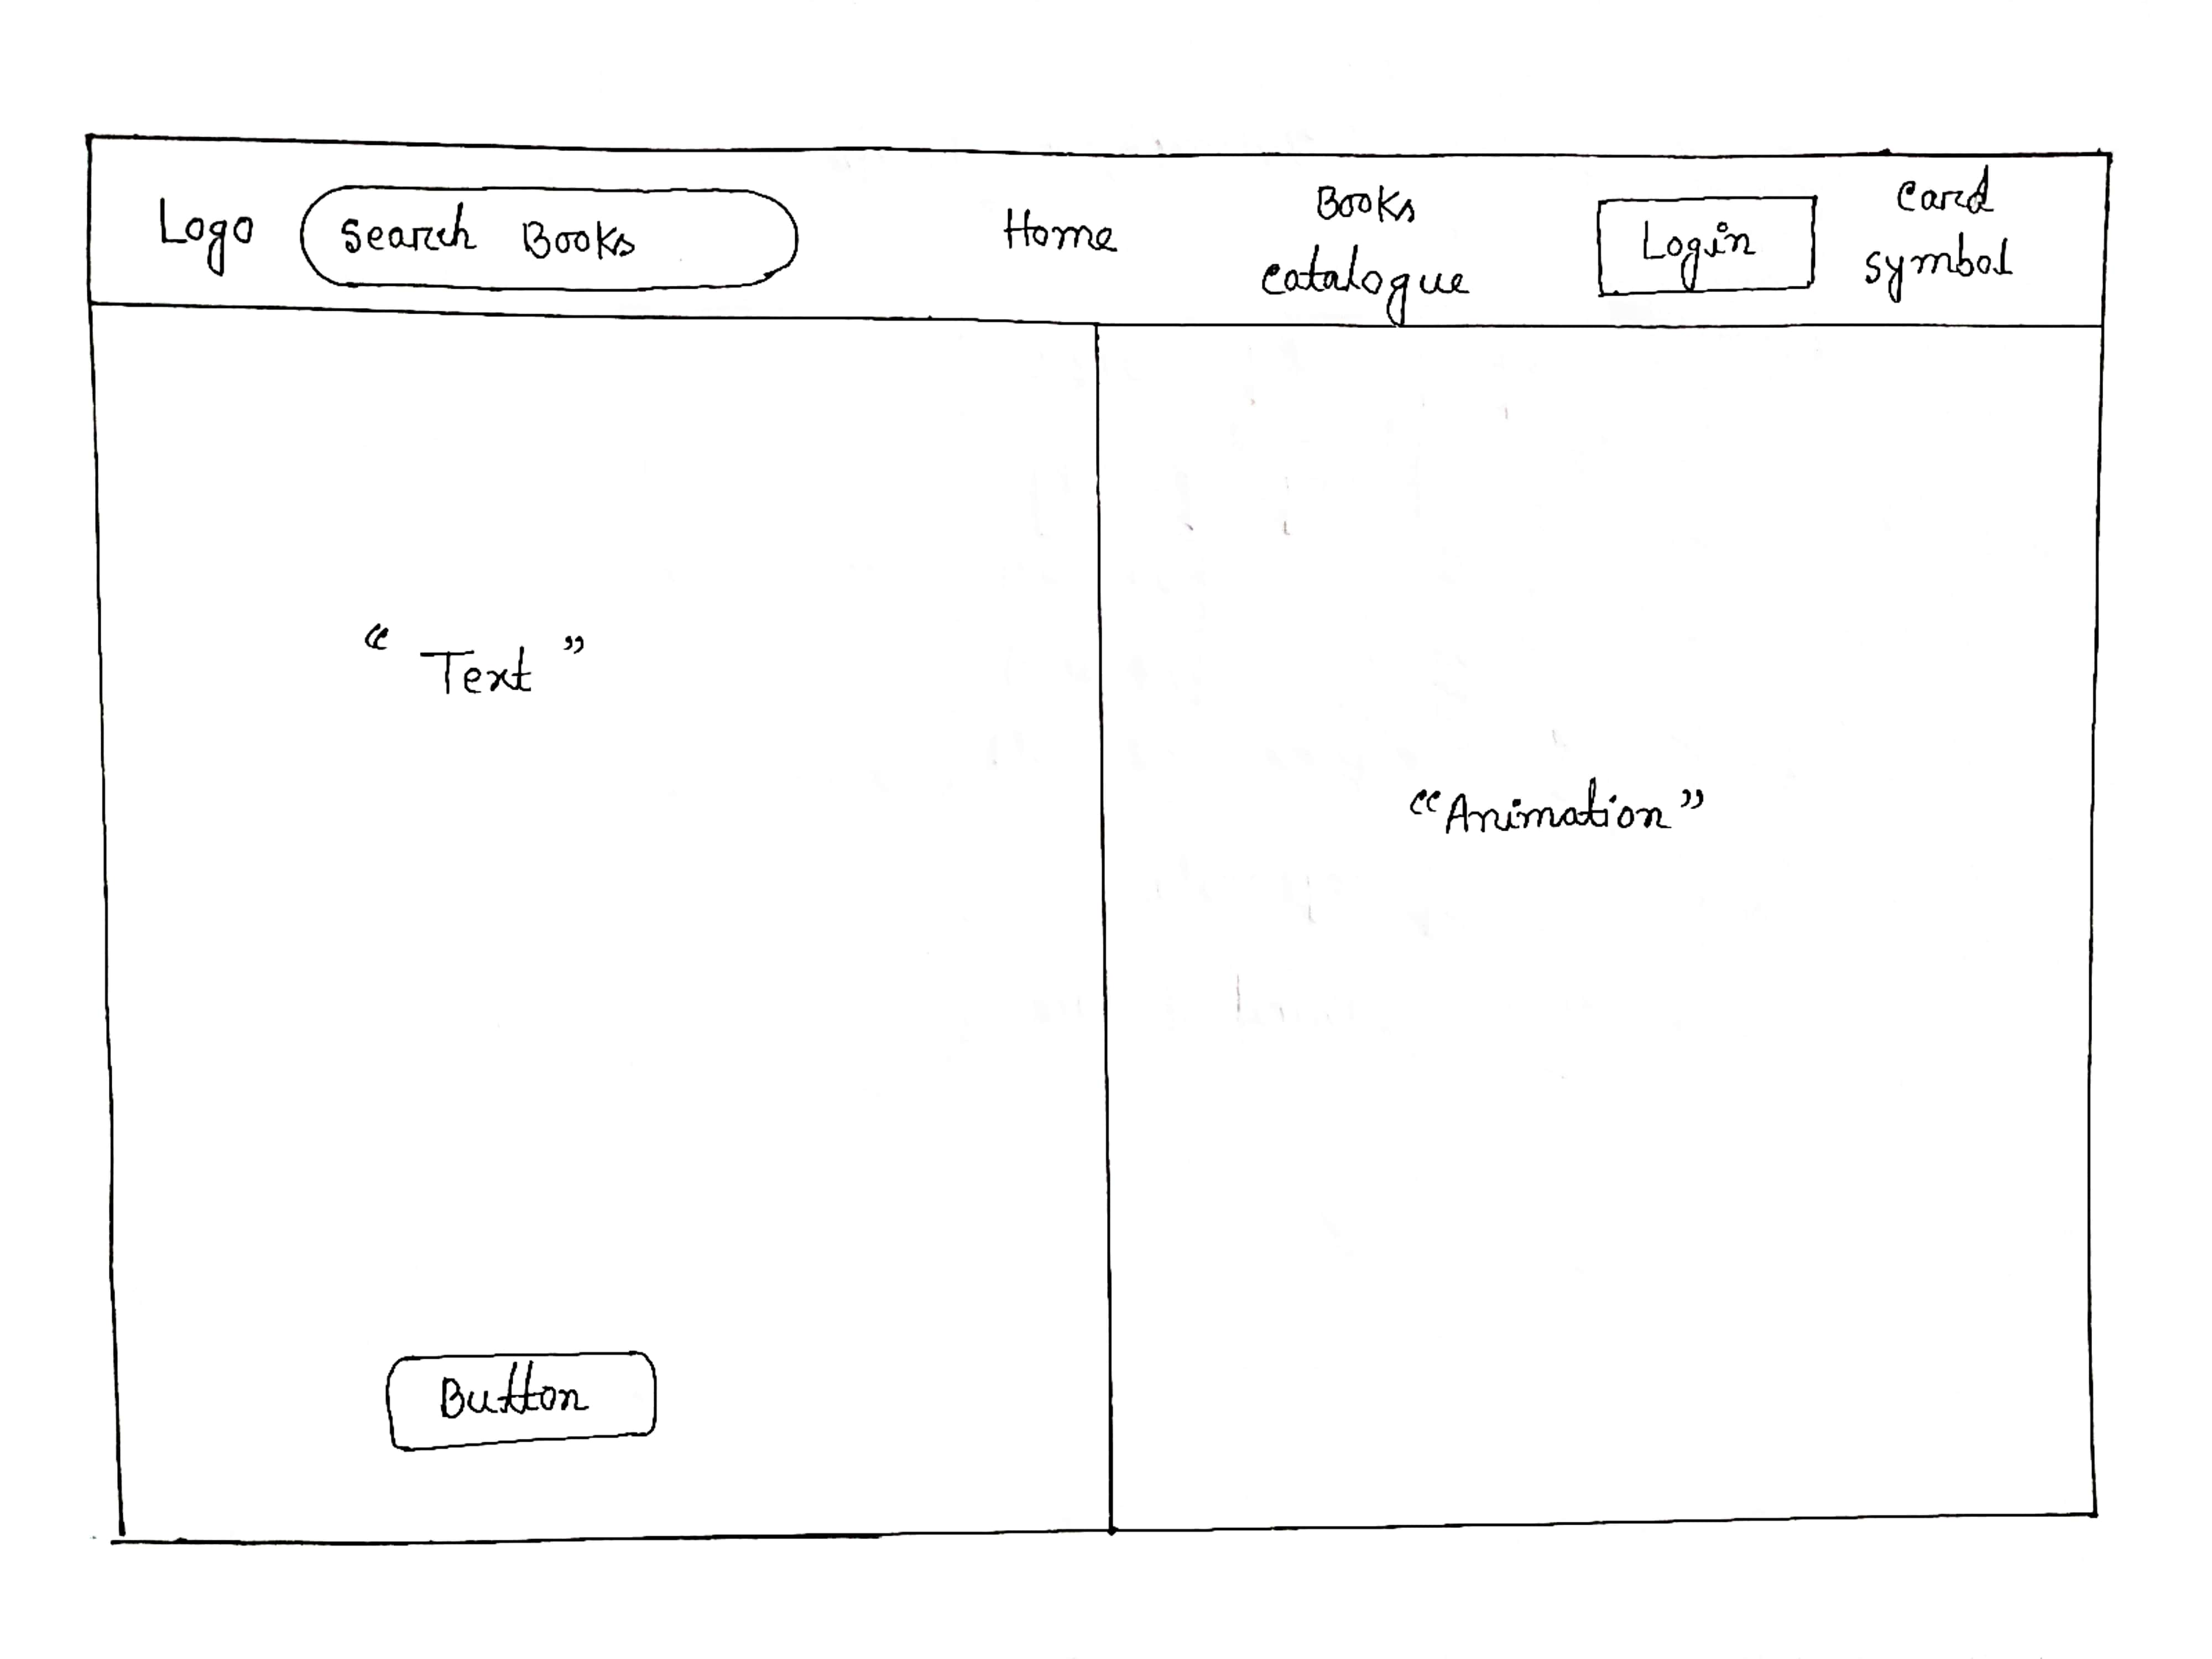 Logo
Search Books
Home
Books
catalogue
Login
Card
symbol
“ Text ”
“Animation”
Button